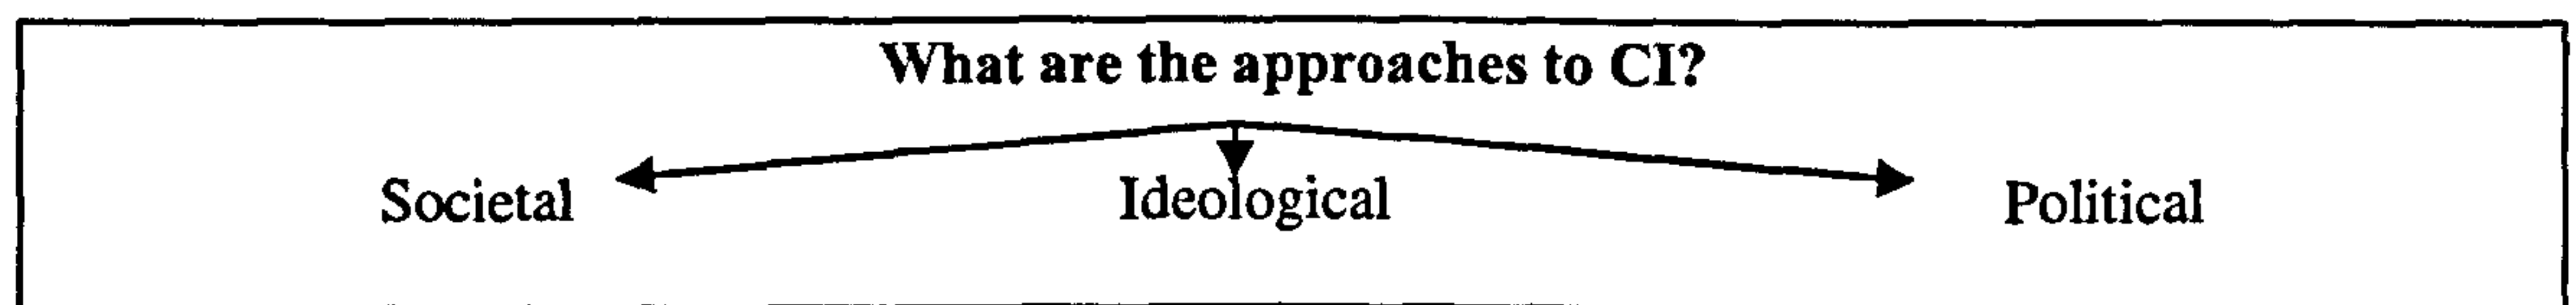 What are the approaches to CI?
Societal Ideological Political